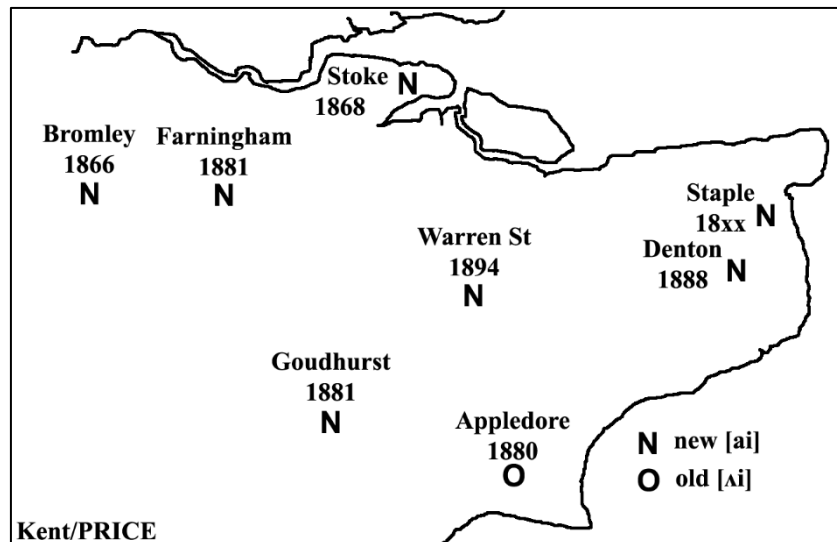 Stoke N
1868
Bromley Farningham
1866 1881
N N
Staple
18xx N
Warren St
1894
N
Denton
1888 N
Goudhurst
1881
N
Appledore
1880
O
N new [ai]
O old [ʌi]
Kent/PRICE